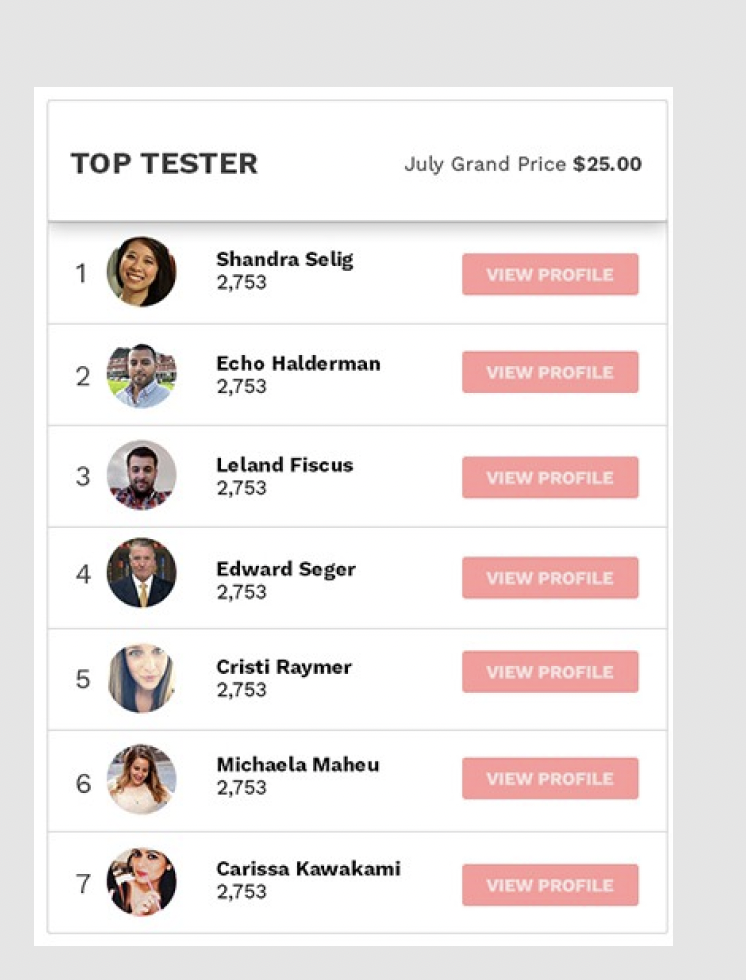 TOP TESTER
July Grand Price $25.00
1
Shandra Selig
2,753
VIEW PROFILE
2
Echo Halderman
2,753
VIEW PROFILE
3
Leland Fiscus
2,753
VIEW PROFILE
4
Edward Seger
2,753
VIEW PROFILE
5
Cristi Raymer
2,753
VIEW PROFILE
6
Michaela Maheu
2,753
VIEW PROFILE
7
Carissa Kawakami
2,753
VIEW PROFILE